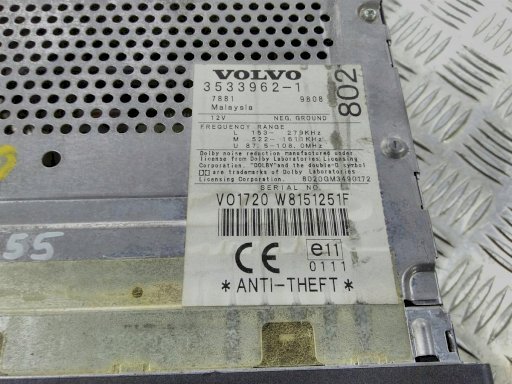 VOLVO
3533962-1
7881 9808
Malaysia
802
12V NEG. GROUND
FREQUENCY RANGE
L 153- 279KHz
M 522-1611KHz
U 87.5-108.0MHz
Dolby noise reduction manufactured under
license from Dolby Laboratories Licensing
Corporation. "DOLBY" and the double-D symbol
are trademarks of Dolby Laboratories
Licensing Corporation.
SERIAL NO.
VO1720 W8151251F
CE
e11
0111
*ANTI-THEFT*
55